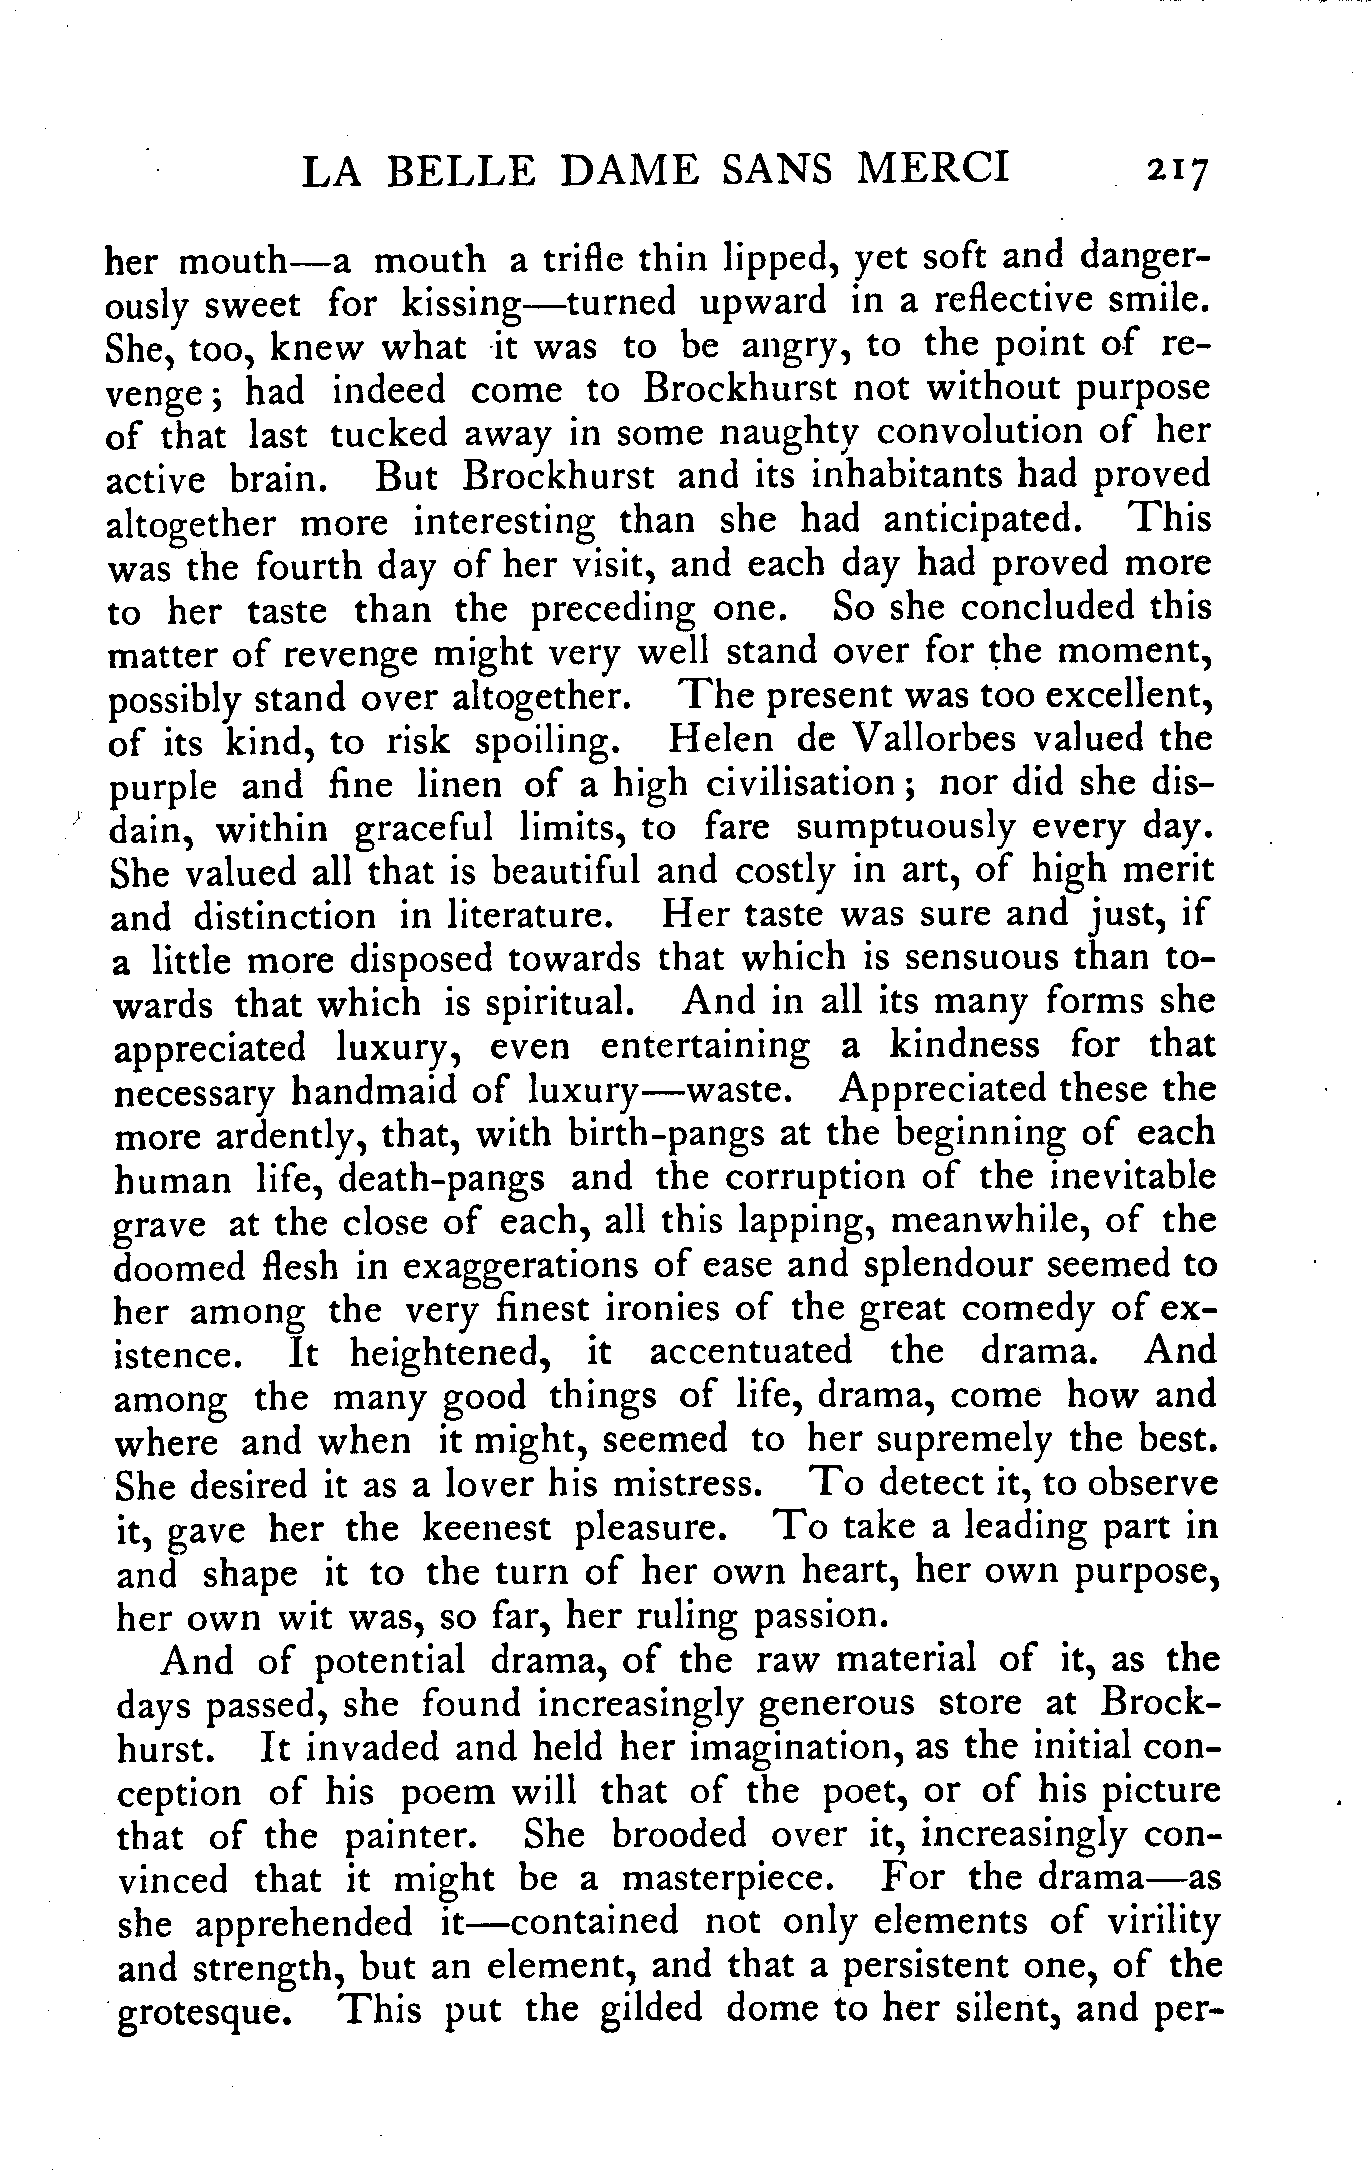 LA BELLE DAME SANS MERCI 217
her mouth—a mouth a trifle thin lipped, yet soft and danger-
ously sweet for kissing—turned upward in a reflective smile.
She, too, knew what it was to be angry, to the point of re-
venge; had indeed come to Brockhurst not without purpose
of that last tucked away in some naughty convolution of her
active brain. But Brockhurst and its inhabitants had proved
altogether more interesting than she had anticipated. This
was the fourth day of her visit, and each day had proved more
to her taste than the preceding one. So she concluded this
matter of revenge might very well stand over for the moment,
possibly stand over altogether. The present was too excellent,
of its kind, to risk spoiling. Helen de Vallorbes valued the
purple and fine linen of a high civilisation; nor did she dis-
dain, within graceful limits, to fare sumptuously every day.
She valued all that is beautiful and costly in art, of high merit
and distinction in literature. Her taste was sure and just, if
a little more disposed towards that which is sensuous than to-
wards that which is spiritual. And in all its many forms she
appreciated luxury, even entertaining a kindness for that
necessary handmaid of luxury—waste. Appreciated these the
more ardently, that, with birth-pangs at the beginning of each
human life, death-pangs and the corruption of the inevitable
grave at the close of each, all this lapping, meanwhile, of the
doomed flesh in exaggerations of ease and splendour seemed to
her among the very finest ironies of the great comedy of ex-
istence. It heightened, it accentuated the drama. And
among the many good things of life, drama, come how and
where and when it might, seemed to her supremely the best.
She desired it as a lover his mistress. To detect it, to observe
it, gave her the keenest pleasure. To take a leading part in
and shape it to the turn of her own heart, her own purpose,
her own wit was, so far, her ruling passion.
And of potential drama, of the raw material of it, as the
days passed, she found increasingly generous store at Brock-
hurst. It invaded and held her imagination, as the initial con-
ception of his poem will that of the poet, or of his picture
that of the painter. She brooded over it, increasingly con-
vinced that it might be a masterpiece. For the drama—as
she apprehended it—contained not only elements of virility
and strength, but an element, and that a persistent one, of the
grotesque. This put the gilded dome to her silent, and per-